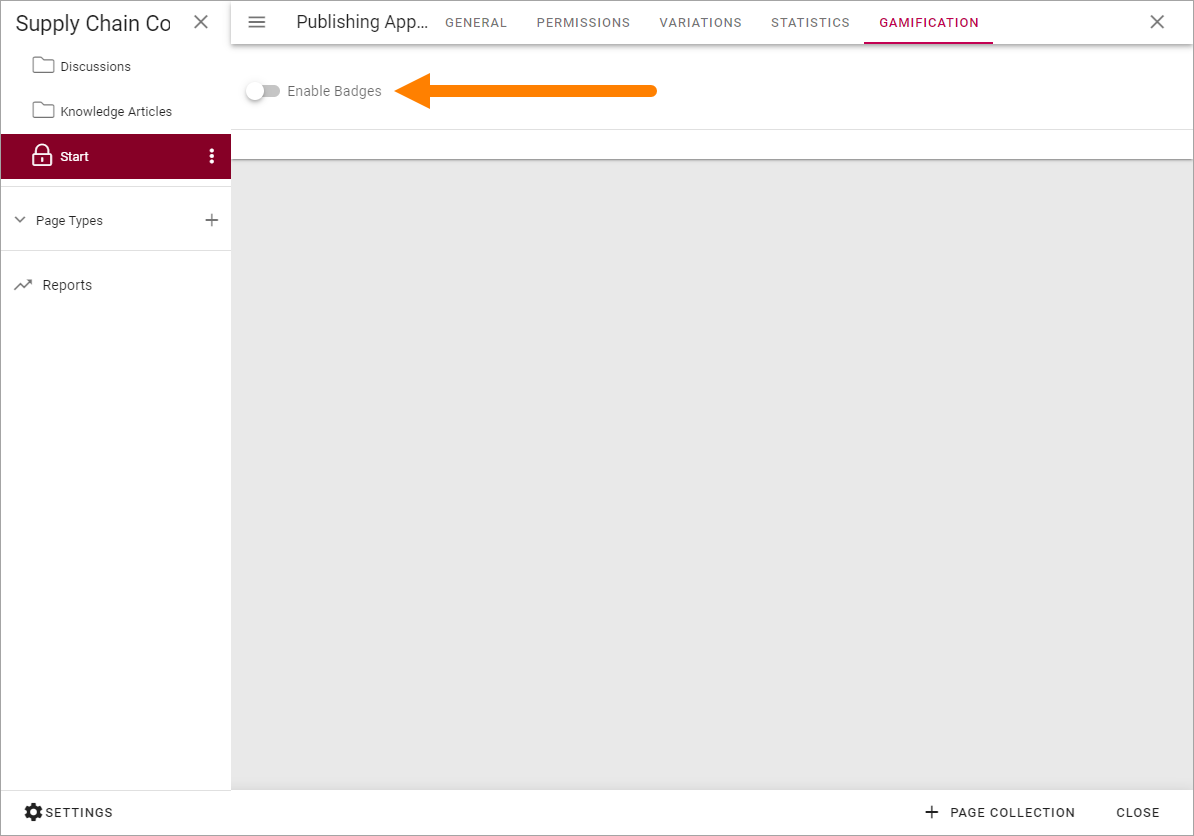 Supply Chain Co
Discussions
Knowledge Articles
Start
Page Types
Reports
SETTINGS
Publishing App...
GENERAL
PERMISSIONS
VARIATIONS
STATISTICS
GAMIFICATION
Enable Badges
PAGE COLLECTION
CLOSE